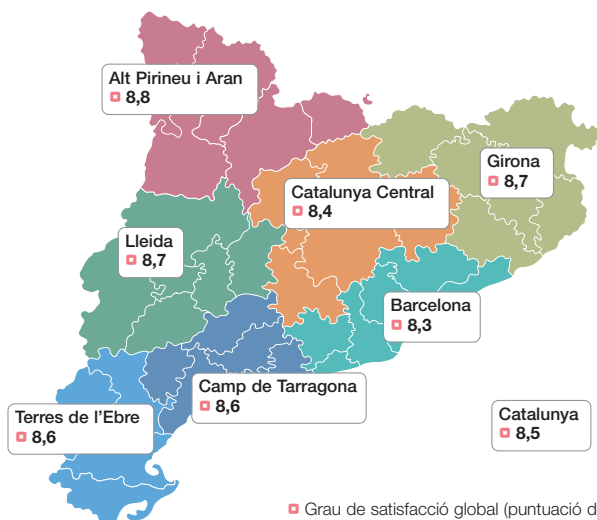 Alt Pirineu i Aran
8,8
Girona
8,7
Catalunya Central
8,4
Lleida
8,7
Barcelona
8,3
Camp de Tarragona
8,6
Terres de l'Ebre
8,6
Catalunya
8,5
Grau de satisfacció global (puntuació d